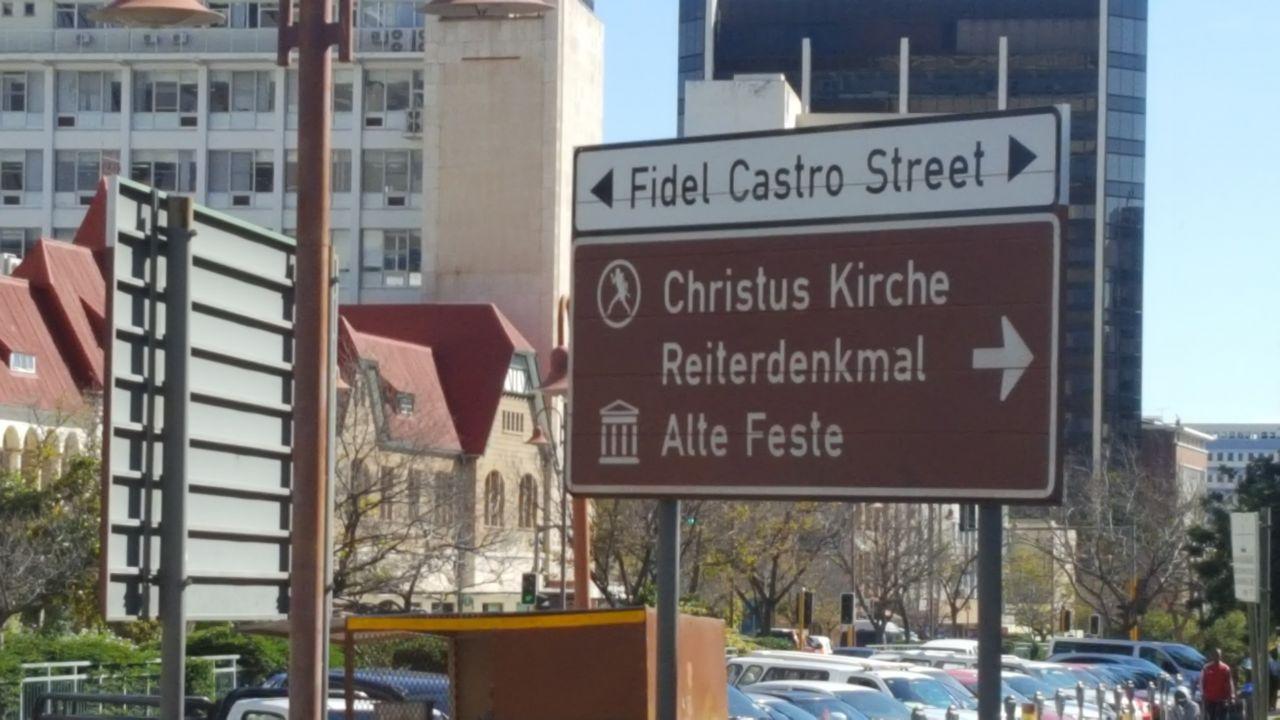 Fidel Castro Street
Christus Kirche
Reiterdenkmal
Alte Feste